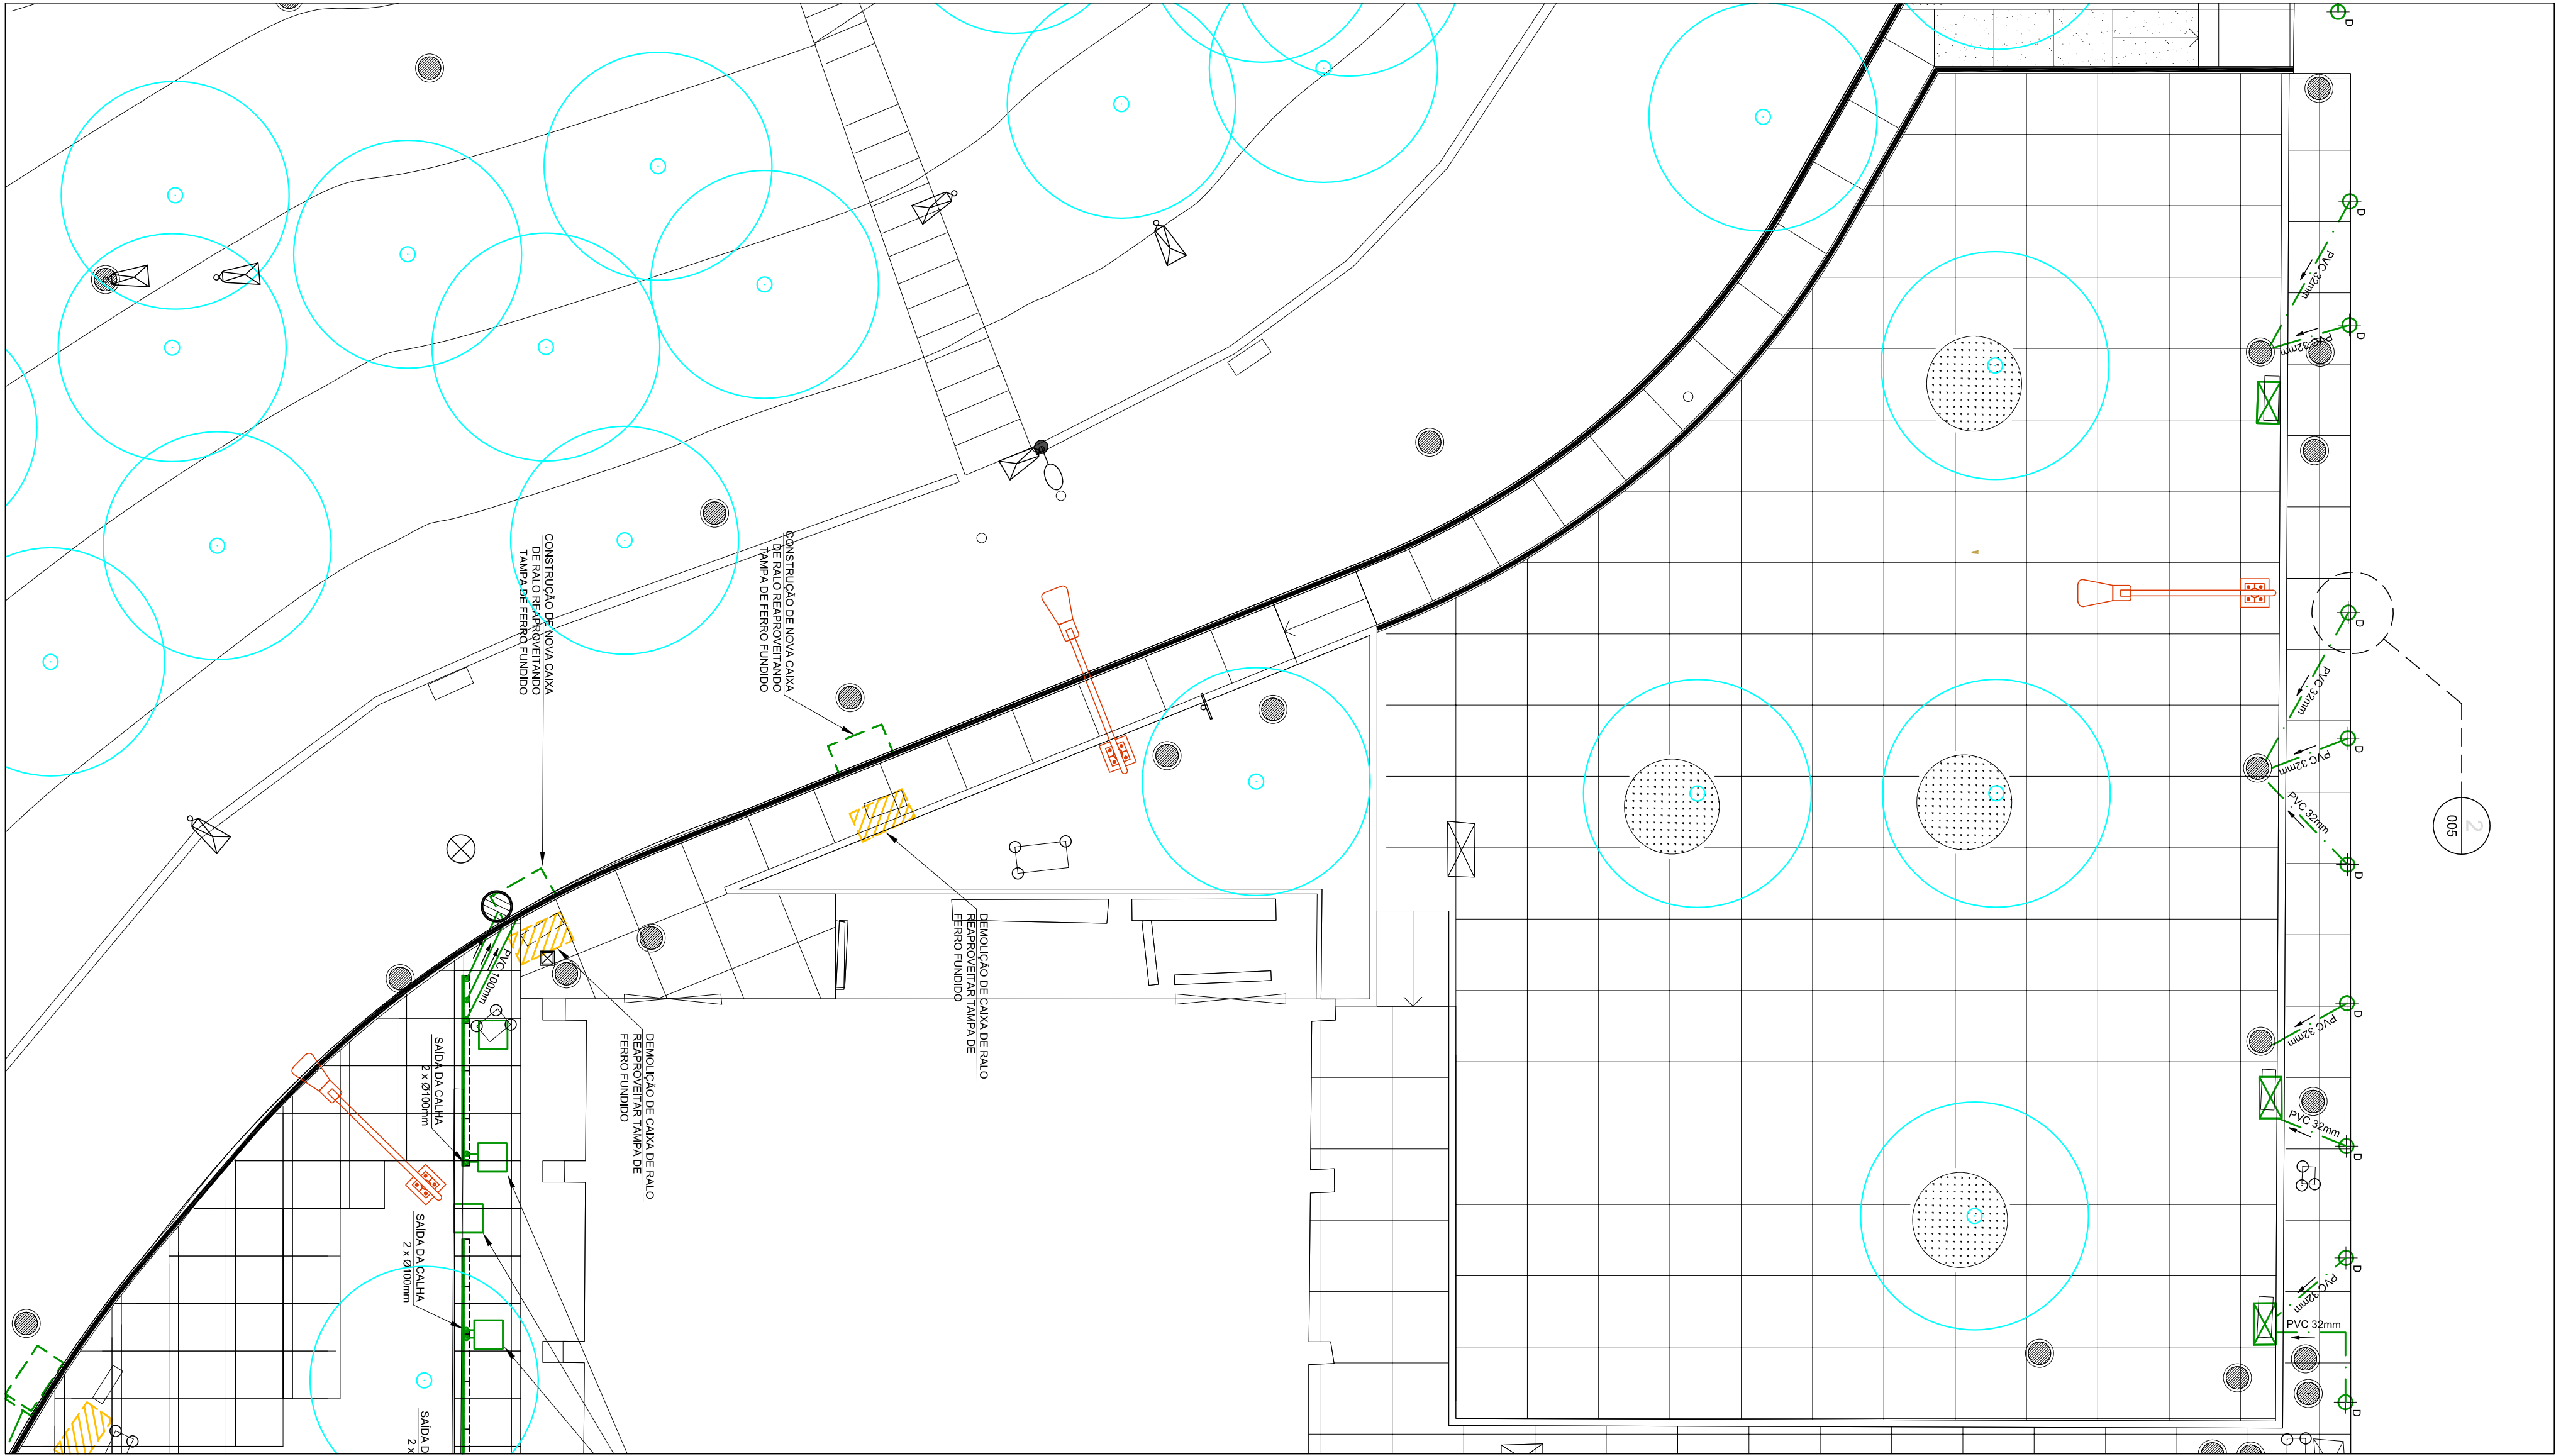 D
D
PVC 32mm
D
PVC 32mm
CONSTRUÇÃO DE NOVA CAIXA
DE RALO REAPROVEITANDO
TAMPA DE FERRO FUNDIDO
CONSTRUÇÃO DE NOVA CAIXA
DE RALO REAPROVEITANDO
TAMPA DE FERRO FUNDIDO
D
PVC 32mm
D
PVC 32mm
PVC 32mm
D
2
005
DEMOLIÇÃO DE CAIXA DE RALO
REAPROVEITAR TAMPA DE
FERRO FUNDIDO
PVC 100mm
D
PVC 32mm
DEMOLIÇÃO DE CAIXA DE RALO
REAPROVEITAR TAMPA DE
FERRO FUNDIDO
SAÍDA DA CALHA
2 x Ø100mm
PVC 32mm
D
SAÍDA DA CALHA
2 x Ø100mm
D
PVC 32mm
PVC 32mm
D
SAÍDA D
2 x